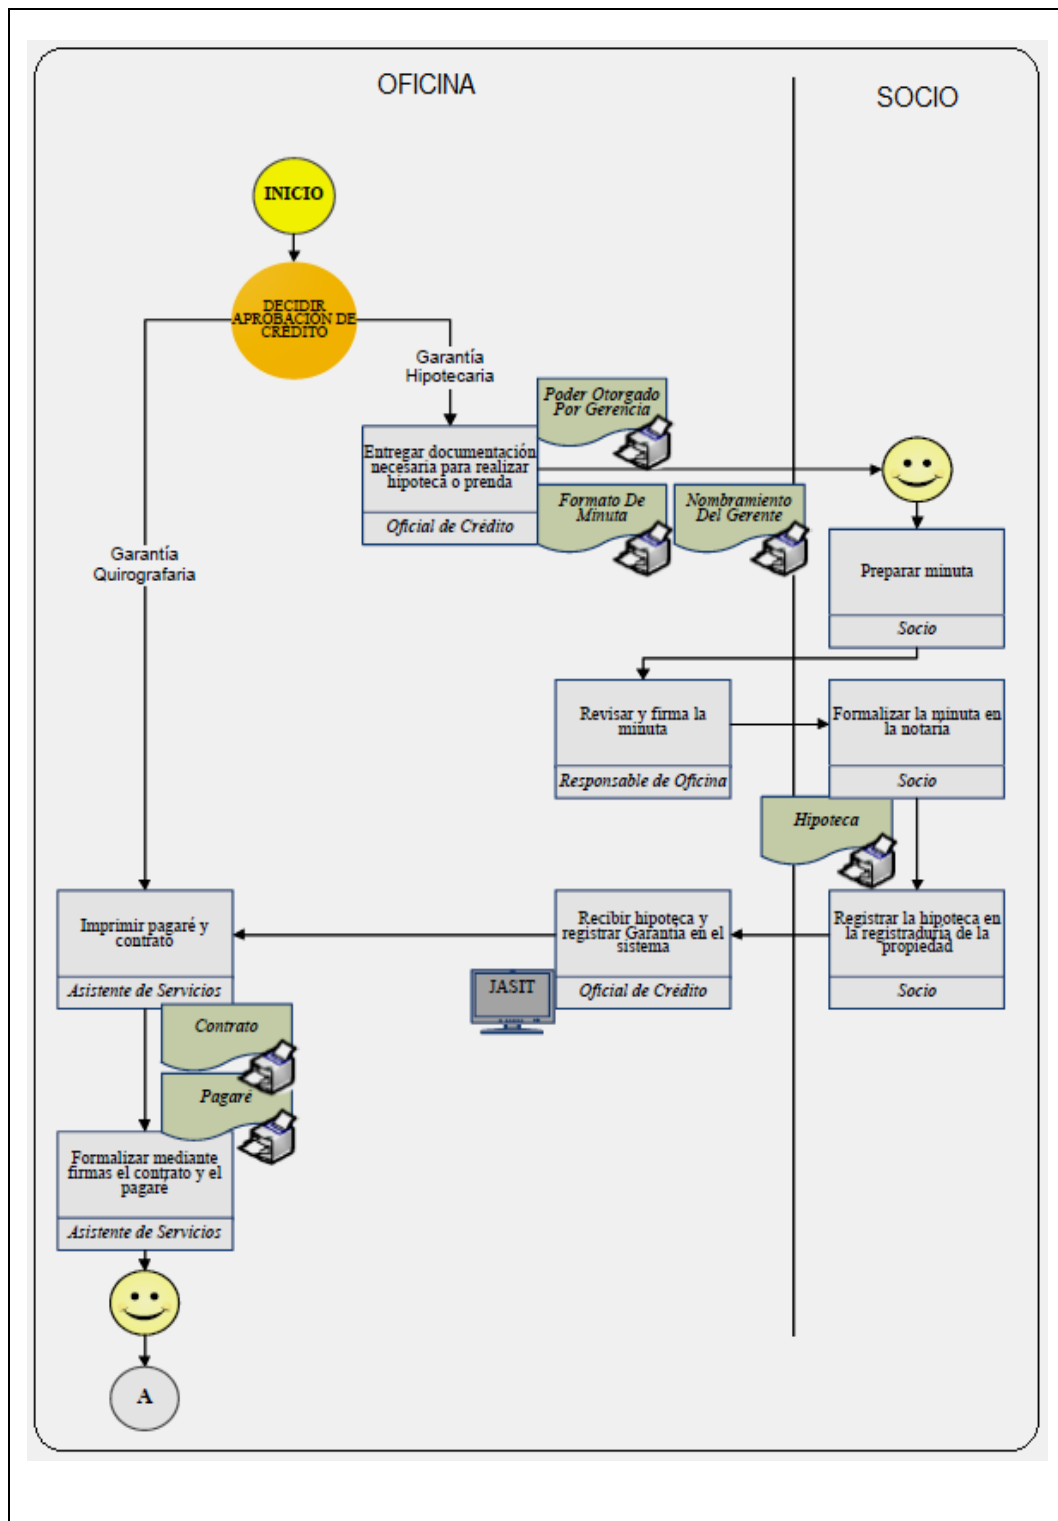 OFICINA
SOCIO
INICIO
DECIDIR
APROBACIÓN DE
CRÉDITO
Garantía
Hipotecaria
Poder Otorgado
Por Gerencia
Entregar documentación
necesaria para realizar
hipoteca o prenda
Oficial de Crédito
Formato De
Minuta
Nombramiento
Del Gerente
Garantía
Quirografaria
Preparar minuta
Socio
Revisar y firma la
minuta
Responsable de Oficina
Formalizar la minuta en
la notaría
Socio
Hipoteca
Imprimir pagaré y
contrato
Asistente de Servicios
Recibir hipoteca y
registrar Garantía en el
sistema
Oficial de Crédito
JASIT
Registrar la hipoteca en
la registraduría de la
propiedad
Socio
Contrato
Pagaré
Formalizar mediante
firmas el contrato y el
pagaré
Asistente de Servicios
A